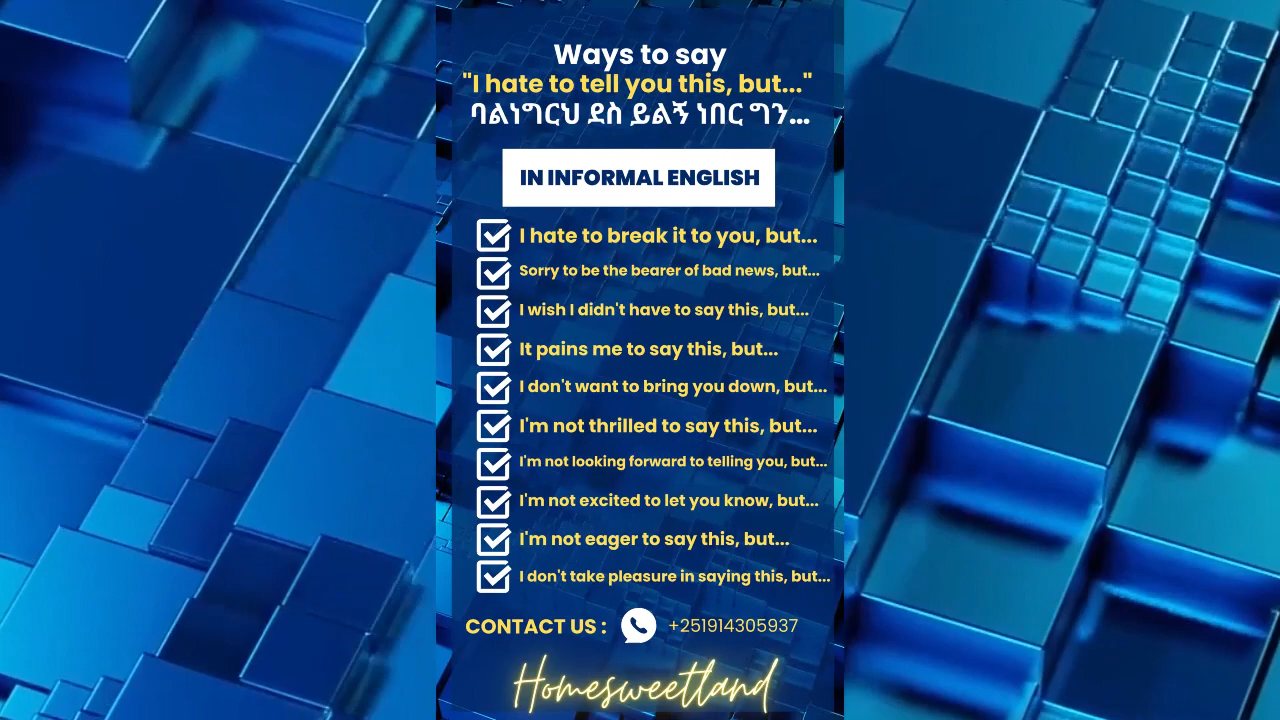 Ways to say
"I hate to tell you this, but..."
ባልነግርህ ደስ ይልኝ ነበር ግን...
IN INFORMAL ENGLISH
I hate to break it to you, but...
Sorry to be the bearer of bad news, but...
I wish I didn't have to say this, but...
It pains me to say this, but...
I don't want to bring you down, but...
I'm not thrilled to say this, but...
I'm not looking forward to telling you, but...
I'm not excited to let you know, but...
I'm not eager to say this, but...
I don't take pleasure in saying this, but...
CONTACT US : +251914305937
Homesweetland